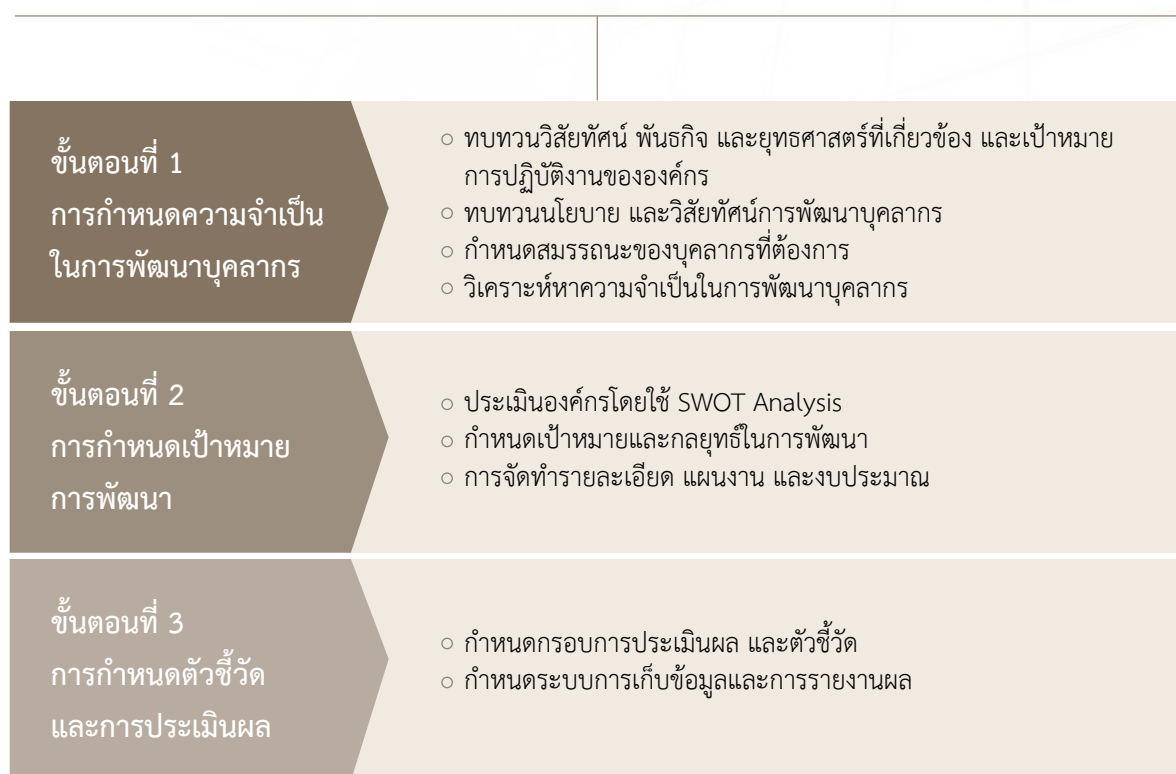 ขั้นตอนที่ 1
การกำหนดความจำเป็น
ในการพัฒนาบุคลากร
○ ทบทวนวิสัยทัศน์ พันธกิจ และยุทธศาสตร์ที่เกี่ยวข้อง และเป้าหมาย
การปฏิบัติงานขององค์กร
○ ทบทวนนโยบาย และวิสัยทัศน์การพัฒนาบุคลากร
○ กำหนดสมรรถนะของบุคลากรที่ต้องการ
○ วิเคราะห์หาความจำเป็นในการพัฒนาบุคลากร
ขั้นตอนที่ 2
การกำหนดเป้าหมาย
การพัฒนา
○ ประเมินองค์กรโดยใช้ SWOT Analysis
○ กำหนดเป้าหมายและกลยุทธ์ในการพัฒนา
○ การจัดทำรายละเอียด แผนงาน และงบประมาณ
ขั้นตอนที่ 3
การกำหนดตัวชี้วัด
และการประเมินผล
○ กำหนดกรอบการประเมินผล และตัวชี้วัด
○ กำหนดระบบการเก็บข้อมูลและการรายงานผล